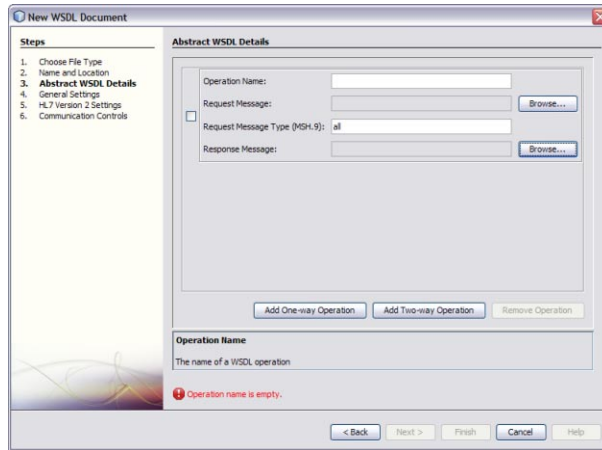 New WSDL Document
Steps
1. Choose File Type
2. Name and Location
3. Abstract WSDL Details
4. General Settings
5. HL7 Version 2 Settings
6. Communication Controls
Abstract WSDL Details
Operation Name:
Request Message: Browse...
Request Message Type (MSH.9): all
Response Message: Browse...
Add One-way Operation Add Two-way Operation Remove Operation
Operation Name
The name of a WSDL operation
Operation name is empty.
< Back Next > Finish Cancel Help